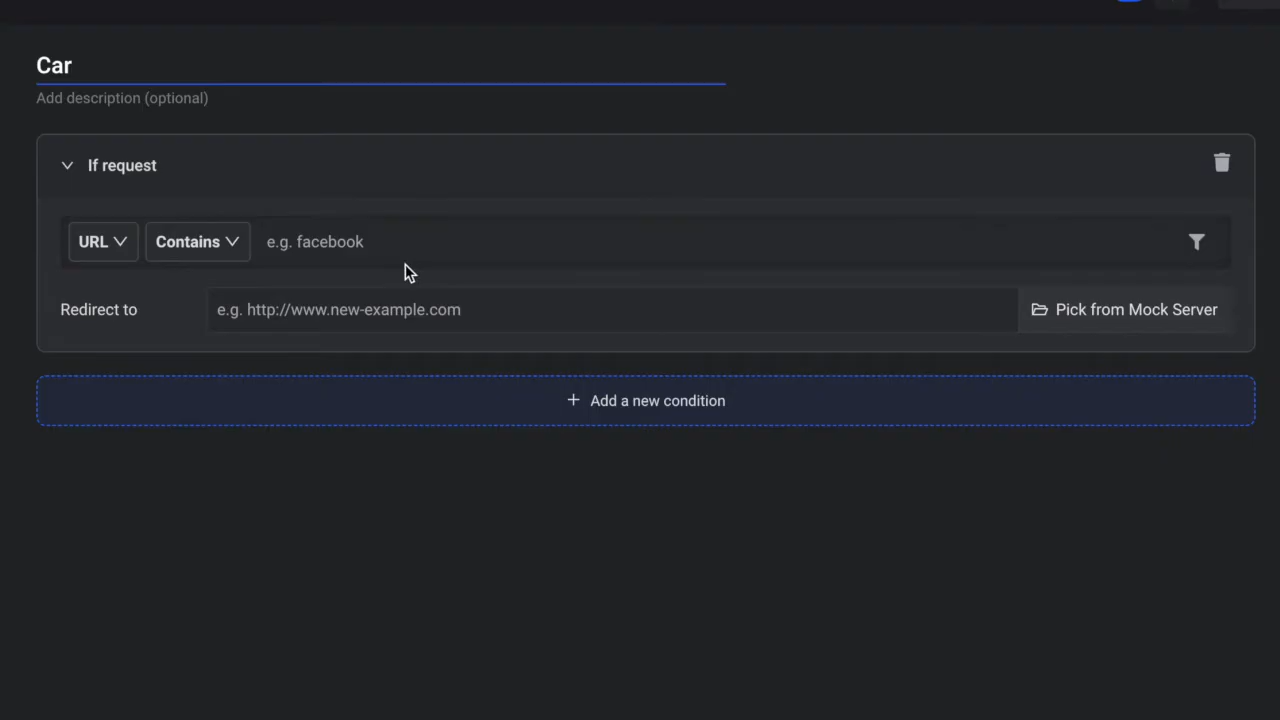 Car
Add description (optional)
If request
URL Contains e.g. facebook
Redirect to e.g. http://www.new-example.com Pick from Mock Server
+ Add a new condition